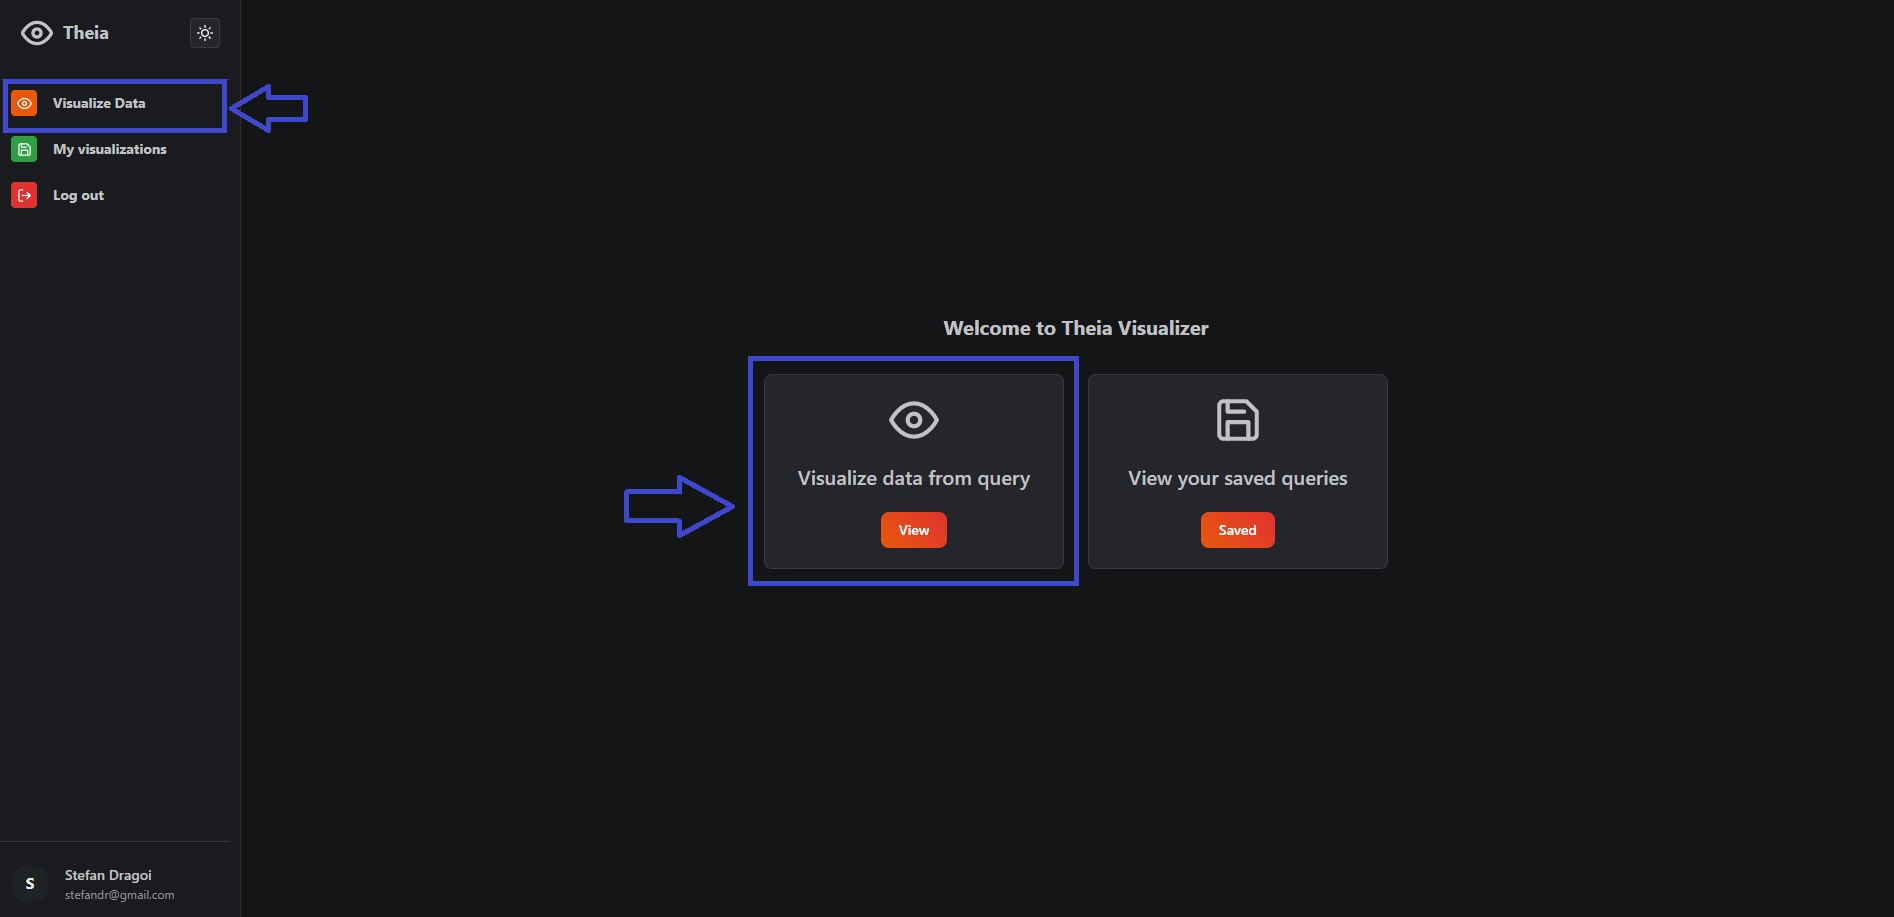 Theia
Visualize Data
My visualizations
Log out
Welcome to Theia Visualizer
Visualize data from query
View
View your saved queries
Saved
S
Stefan Dragoi
stefandr@gmail.com